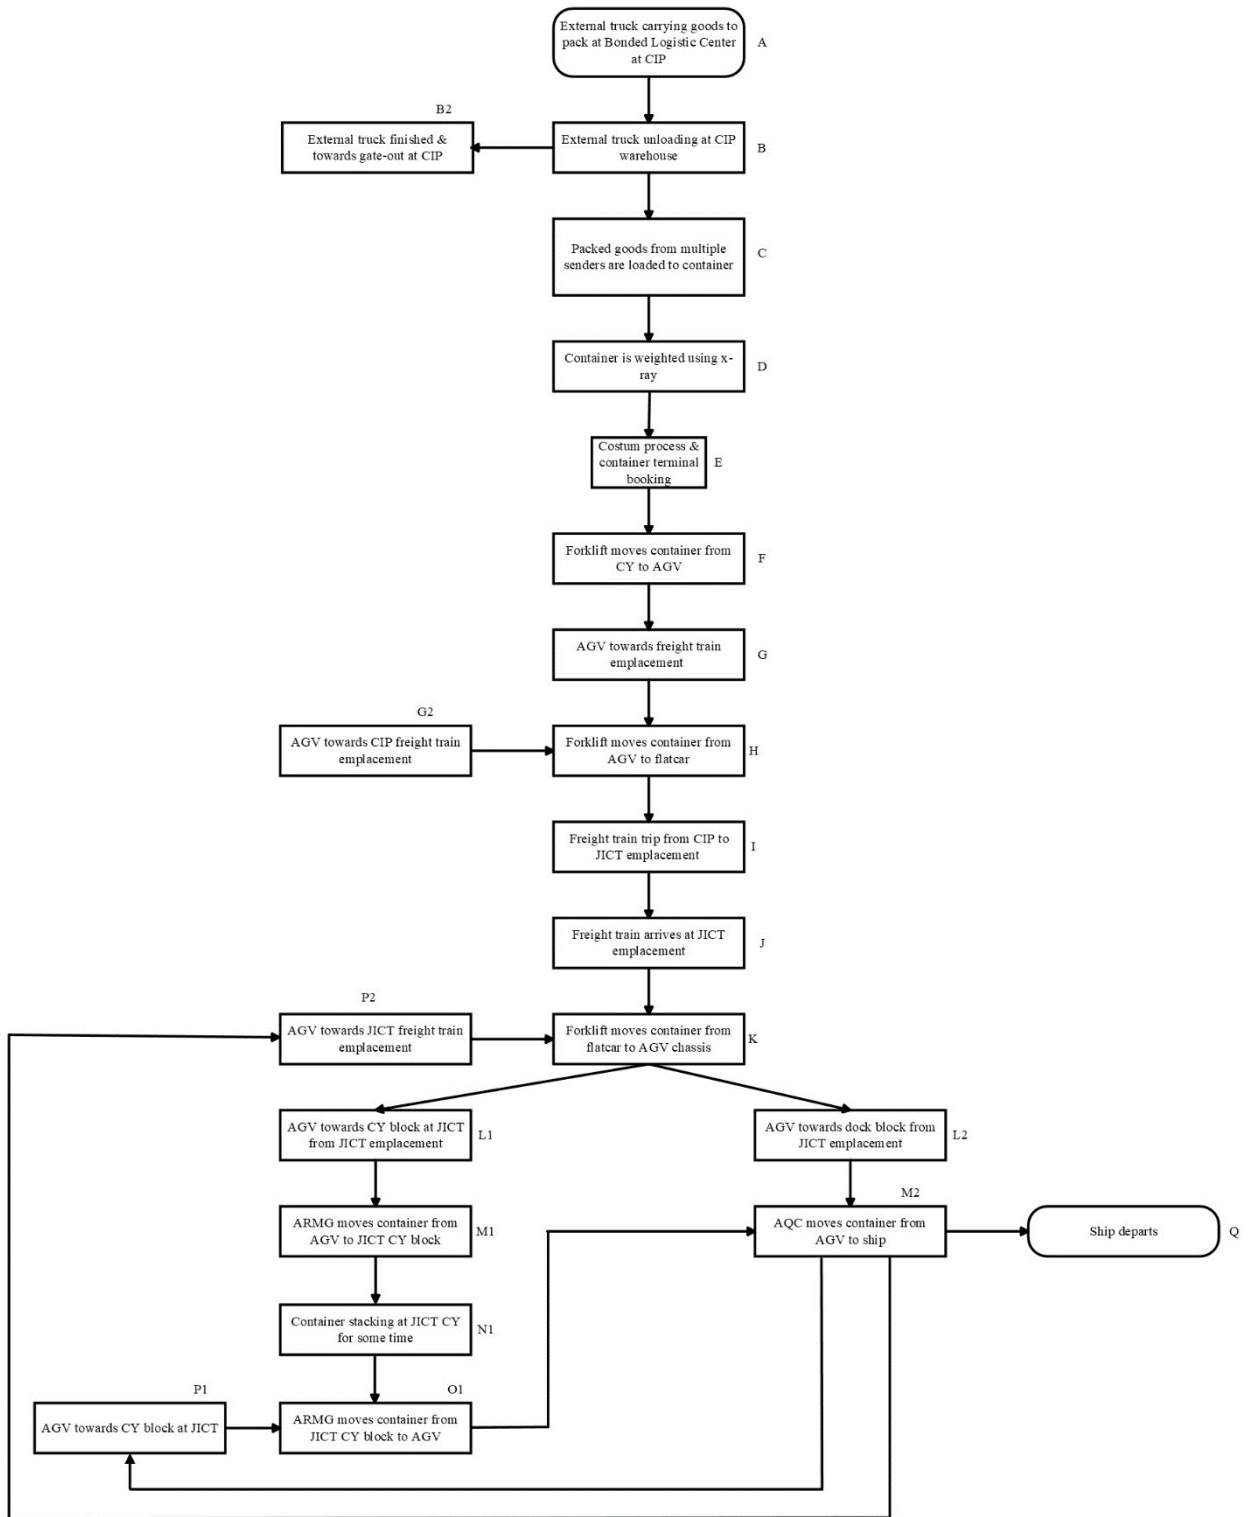 External truck carrying goods to
pack at Bonded Logistic Center
at CIP
A
B2
External truck finished &
towards gate-out at CIP
External truck unloading at CIP
warehouse
B
Packed goods from multiple
senders are loaded to container
C
Container is weighted using x-
ray
D
Costum process &
container terminal
booking
E
Forklift moves container from
CY to AGV
F
AGV towards freight train
emplacement
G
G2
AGV towards CIP freight train
emplacement
Forklift moves container from
AGV to flatcar
H
Freight train trip from CIP to
JICT emplacement
I
Freight train arrives at JICT
emplacement
J
P2
AGV towards JICT freight train
emplacement
Forklift moves container from
flatcar to AGV chassis
K
AGV towards CY block at JICT
from JICT emplacement
L1
AGV towards dock block from
JICT emplacement
L2
M2
ARMG moves container from
AGV to JICT CY block
M1
AQC moves container from
AGV to ship
Ship departs
Q
Container stacking at JICT CY
for some time
N1
P1
O1
AGV towards CY block at JICT
ARMG moves container from
JICT CY block to AGV